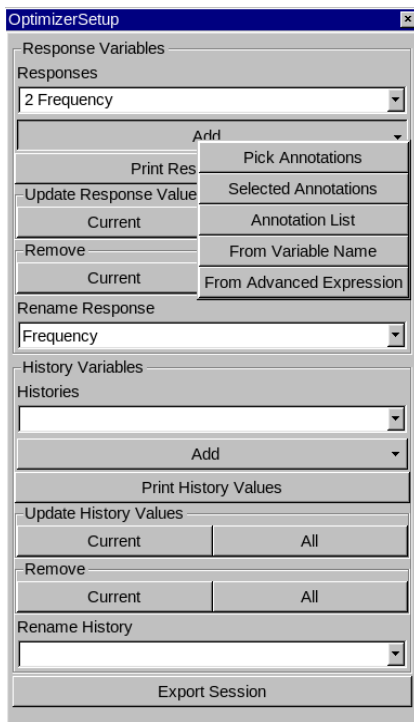 OptimizerSetup
Response Variables
Responses
2 Frequency
Add
Pick Annotations
Print Res
Selected Annotations
Update Response Value
Annotation List
Current
From Variable Name
Remove
Current
From Advanced Expression
Rename Response
Frequency
History Variables
Histories
Add
Print History Values
Update History Values
Current All
Remove
Current All
Rename History
Export Session